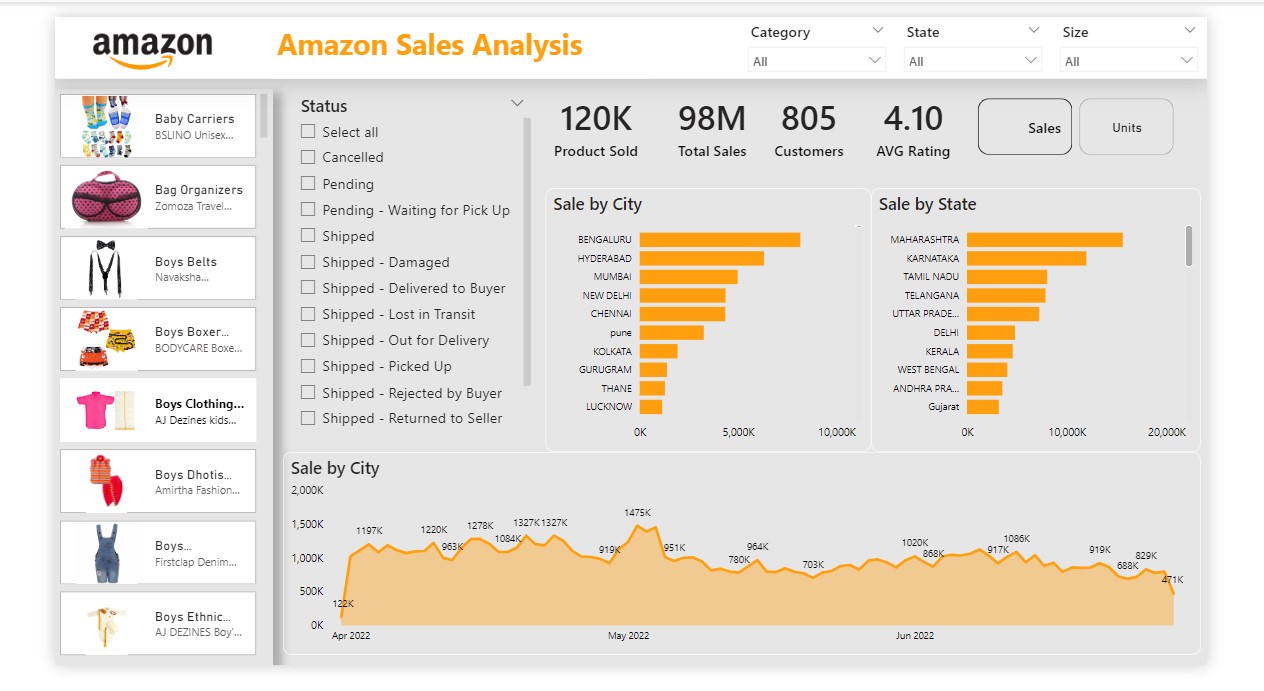 amazon
Amazon Sales Analysis
Category
All
State
All
Size
All
Baby Carriers
BSLINO Unisex...
Bag Organizers
Zomoza Travel...
Boys Belts
Navaksha...
Boys Boxer...
BODYCARE Boxe...
Boys Clothing...
AJ Dezines kids...
Boys Dhotis...
Amirtha Fashion...
Boys...
Firstclap Denim...
Boys Ethnic...
AJ DEZINES Boy'...
Status
Select all
Cancelled
Pending
Pending - Waiting for Pick Up
Shipped
Shipped - Damaged
Shipped - Delivered to Buyer
Shipped - Lost in Transit
Shipped - Out for Delivery
Shipped - Picked Up
Shipped - Rejected by Buyer
Shipped - Returned to Seller
120K
Product Sold
98M
Total Sales
805
Customers
4.10
AVG Rating
Sales
Units
Sale by City
BENGALURU
HYDERABAD
MUMBAI
NEW DELHI
CHENNAI
pune
KOLKATA
GURUGRAM
THANE
LUCKNOW
0K 5,000K 10,000K
Sale by State
MAHARASHTRA
KARNATAKA
TAMIL NADU
TELANGANA
UTTAR PRADE...
DELHI
KERALA
WEST BENGAL
ANDHRA PRA...
Gujarat
0K 10,000K 20,000K
Sale by City
2,000K
1,500K
1,000K
500K
0K
122K
1197K
1220K
963K
1278K
1084K
1327K
1327K
919K
1475K
951K
780K
964K
703K
1020K
868K
917K
1086K
919K
688K
829K
471K
Apr 2022 May 2022 Jun 2022